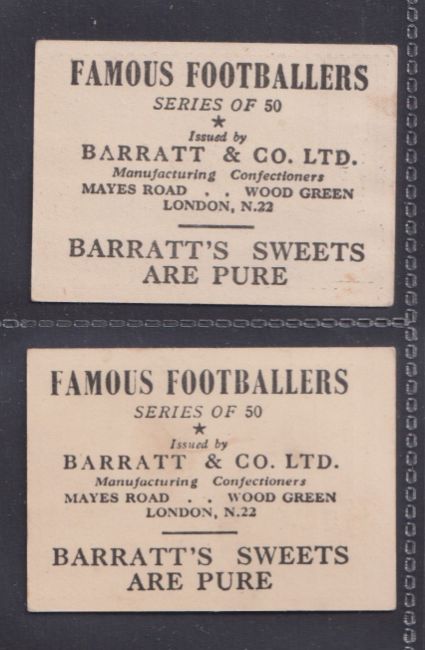 FAMOUS FOOTBALLERS
SERIES OF 50
★
Issued by
BARRATT & CO. LTD.
Manufacturing Confectioners
MAYES ROAD . . WOOD GREEN
LONDON, N.22
BARRATT'S SWEETS
ARE PURE
FAMOUS FOOTBALLERS
SERIES OF 50
★
Issued by
BARRATT & CO. LTD.
Manufacturing Confectioners
MAYES ROAD . . WOOD GREEN
LONDON, N.22
BARRATT'S SWEETS
ARE PURE